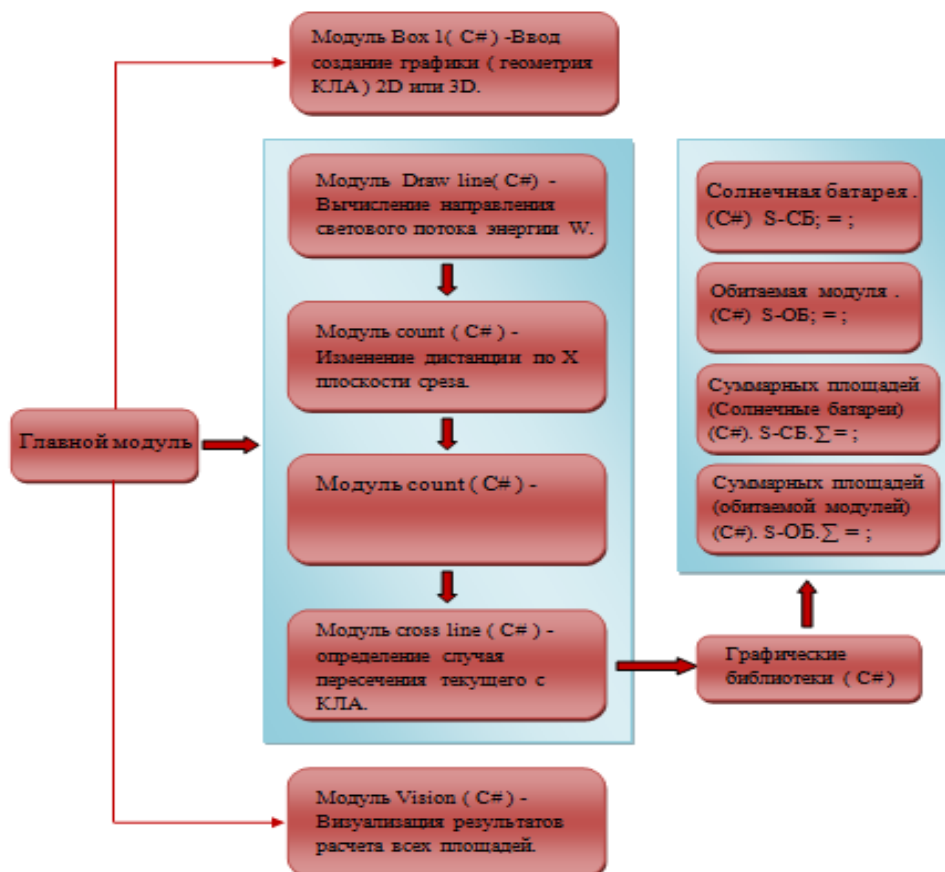 Модуль Box 1( C# ) -Ввод
создание графики ( геометрия
КЛА ) 2D или 3D.
Главной модуль
Модуль Draw line( C#) -
Вычисление направления
светового потока энергии W.
Модуль count ( C# ) -
Изменение дистанции по X
плоскости среза.
Модуль count ( C# ) -
Модуль cross line ( C# ) -
определение случая
пересечения текущего с
КЛА.
Модуль Vision ( C# ) -
Визуализация результатов
расчета всех площадей.
Графические
библиотеки ( C# )
Солнечная батарея .
(C#) S-СБ; = ;
Обитаемая модуля .
(C#) S-ОБ; = ;
Суммарных площадей
(Солнечные батареи)
(C#). S-СБ.∑ = ;
Суммарных площадей
(обитаемой модулей)
(C#). S-ОБ.∑ = ;